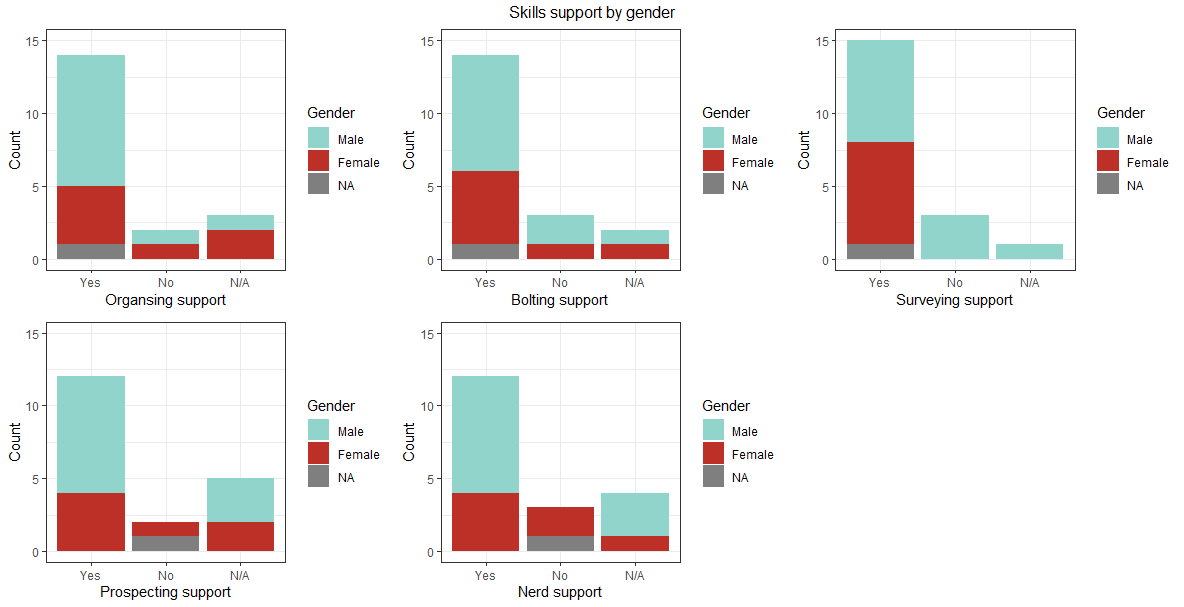 Skills support by gender
15
10
5
0
Count
Yes No N/A
Organsing support
Gender
Male
Female
NA
15
10
5
0
Count
Yes No N/A
Bolting support
Gender
Male
Female
NA
15
10
5
0
Count
Yes No N/A
Surveying support
Gender
Male
Female
NA
15
10
5
0
Count
Yes No N/A
Prospecting support
Gender
Male
Female
NA
15
10
5
0
Count
Yes No N/A
Nerd support
Gender
Male
Female
NA